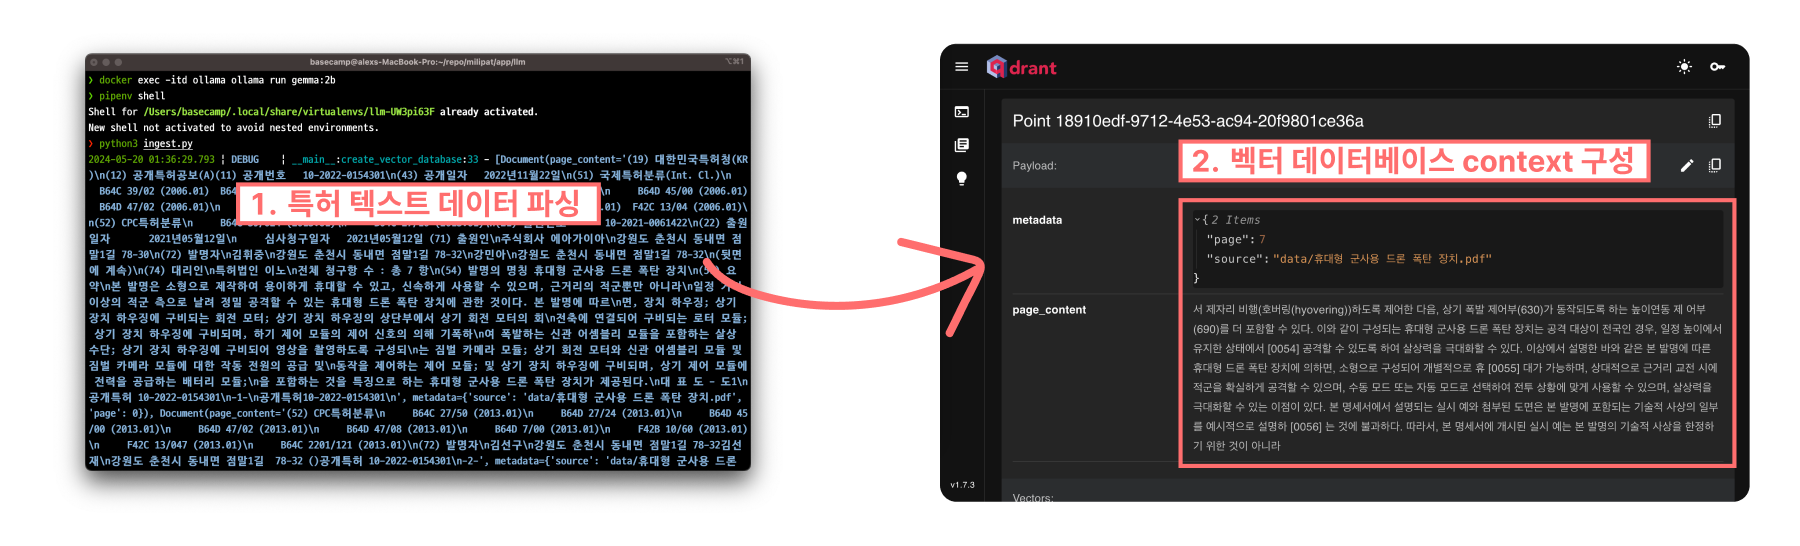 basecamp@alexs-MacBook-Pro:~/repo/milipat/app/llm
⌥⌘1
❯ docker exec -itd ollama ollama run gemma:2b
❯ pipenv shell
Shell for /Users/basecamp/.local/share/virtualenvs/llm-UW3pi63F already activated.
New shell not activated to avoid nested environments.
❯ python3 ingest.py
2024-05-20 01:36:29.793 | DEBUG | __main__:create_vector_database:33 - [Document(page_content='(19) 대한민국특허청(KR
)\n(12) 공개특허공보(A)(11) 공개번호 10-2022-0154301\n(43) 공개일자 2022년11월22일\n(51) 국제특허분류(Int. Cl.)\n
B64C 39/02 (2006.01) \n B64D 45/00 (2006.01)
B64D 47/02 (2006.01)\n F42C 13/04 (2006.01)\
n(52) CPC특허분류\n 10-2021-0061422\n(22) 출원
1. 특허 텍스트 데이터 파싱
일자 2021년05월12일\n 심사청구일자 2021년05월12일 (71) 출원인\n주식회사 에아가이아\n강원도 춘천시 동내면 점
말1길 78-30\n(72) 발명자\n김휘중\n강원도 춘천시 동내면 점말1길 78-32\n강민아\n강원도 춘천시 동내면 점말1길 78-32\n(뒷면
에 계속)\n(74) 대리인\n특허법인 이노\n전체 청구항 수 : 총 7 항\n(54) 발명의 명칭 휴대형 군사용 드론 폭탄 장치\n(57) 요
약\n본 발명은 소형으로 제작하여 용이하게 휴대할 수 있고, 신속하게 사용할 수 있으며, 근거리의 적군뿐만 아니라\n일정 거리
이상의 적군 측으로 날려 정밀 공격할 수 있는 휴대형 드론 폭탄 장치에 관한 것이다. 본 발명에 따르\n면, 장치 하우징; 상기
장치 하우징에 구비되는 회전 모터; 상기 장치 하우징의 상단부에서 상기 회전 모터의 회\n전축에 연결되어 구비되는 로터 모듈;
상기 장치 하우징에 구비되며, 하기 제어 모듈의 제어 신호의 의해 기폭하\n여 폭발하는 신관 어셈블리 모듈을 포함하는 살상
수단; 상기 장치 하우징에 구비되어 영상을 촬영하도록 구성되\n는 짐벌 카메라 모듈; 상기 회전 모터와 신관 어셈블리 모듈 및
짐벌 카메라 모듈에 대한 작동 전원의 공급 및\n동작을 제어하는 제어 모듈; 및 상기 장치 하우징에 구비되며, 상기 제어 모듈에
전력을 공급하는 배터리 모듈;\n을 포함하는 것을 특징으로 하는 휴대형 군사용 드론 폭탄 장치가 제공된다.\n대 표 도 - 도1\n
공개특허 10-2022-0154301\n-1-\n공개특허10-2022-0154301\n', metadata={'source': 'data/휴대형 군사용 드론 폭탄 장치.pdf',
'page': 0}), Document(page_content='(52) CPC특허분류\n B64C 27/50 (2013.01)\n B64D 27/24 (2013.01)\n B64D 45
/00 (2013.01)\n B64D 47/02 (2013.01)\n B64D 47/08 (2013.01)\n B64D 7/00 (2013.01)\n F42B 10/60 (2013.01)
\n F42C 13/047 (2013.01)\n B64C 2201/121 (2013.01)\n(72) 발명자\n김선구\n강원도 춘천시 동내면 점말1길 78-32김선
재\n강원도 춘천시 동내면 점말1길 78-32 ()공개특허 10-2022-0154301\n-2-', metadata={'source': 'data/휴대형 군사용 드론
qdrant
Point 18910edf-9712-4e53-ac94-20f9801ce36a
Payload:
2. 벡터 데이터베이스 context 구성
metadata
{ 2 Items
"page": 7
"source": "data/휴대형 군사용 드론 폭탄 장치.pdf"
}
page_content
서 제자리 비행(호버링(hyovering))하도록 제어한 다음, 상기 폭발 제어부(630)가 동작되도록 하는 높이연동 제 어부
(690)를 더 포함할 수 있다. 이와 같이 구성되는 휴대형 군사용 드론 폭탄 장치는 공격 대상이 전국인 경우, 일정 높이에서
유지한 상태에서 [0054] 공격할 수 있도록 하여 살상력을 극대화할 수 있다. 이상에서 설명한 바와 같은 본 발명에 따른
휴대형 군사용 드론 폭탄 장치에 의하면, 소형으로 구성되어 개별적으로 휴 [0055] 대가 가능하며, 상대적으로 근거리 교전 시에
적군을 확실하게 공격할 수 있으며, 수동 모드 또는 자동 모드로 선택하여 전투 상황에 맞게 사용할 수 있으며, 살상력을
극대화할 수 있는 이점이 있다. 본 명세서에서 설명되는 실시 예와 첨부된 도면은 본 발명에 포함되는 기술적 사상의 일부
를 예시적으로 설명하 [0056] 는 것에 불과하다. 따라서, 본 명세서에 개시된 실시 예는 본 발명의 기술적 사상을 한정하
기 위한 것이 아니라
Vectors:
v1.7.3